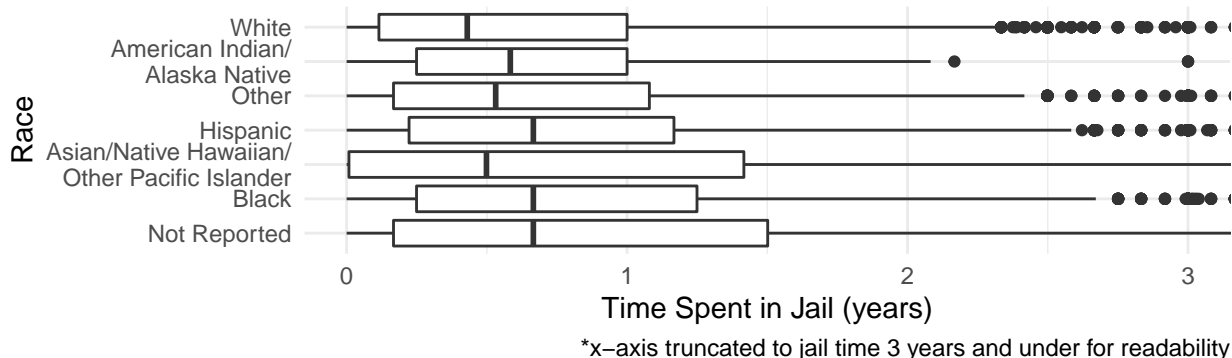 White
American Indian/
Alaska Native
Other
Hispanic
Asian/Native Hawaiian/
Other Pacific Islander
Black
Not Reported
Race
0 1 2 3
Time Spent in Jail (years)
*x−axis truncated to jail time 3 years and under for readability